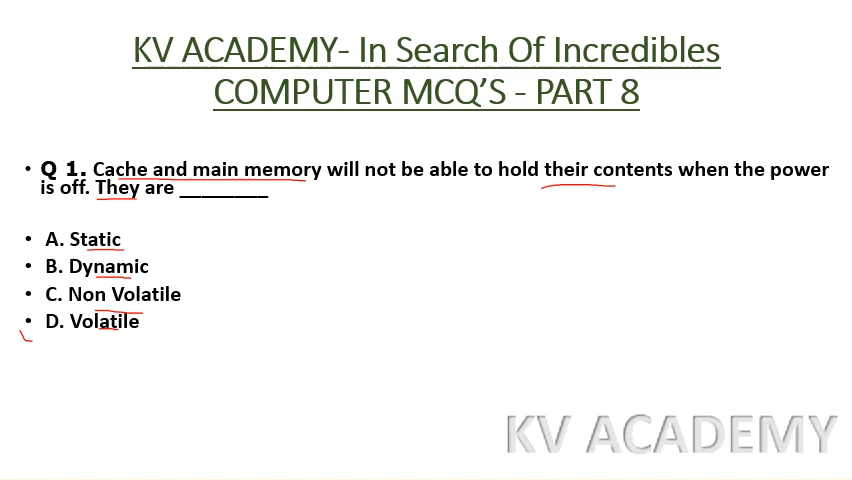 KV ACADEMY- In Search Of Incredibles
COMPUTER MCQ’S - PART 8
• Q 1. Cache and main memory will not be able to hold their contents when the power
is off. They are ________
• A. Static
• B. Dynamic
• C. Non Volatile
• D. Volatile
KV ACADEMY